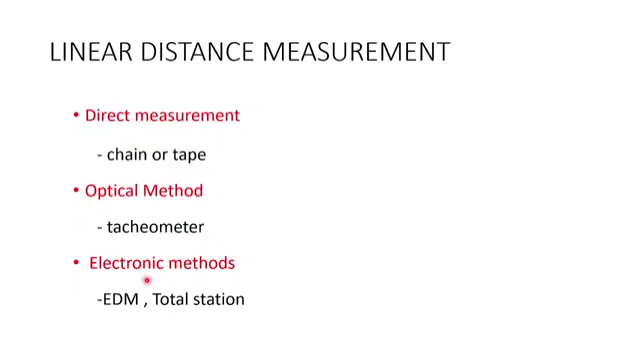 LINEAR DISTANCE MEASUREMENT
• Direct measurement
- chain or tape
• Optical Method
- tacheometer
• Electronic methods
-EDM , Total station